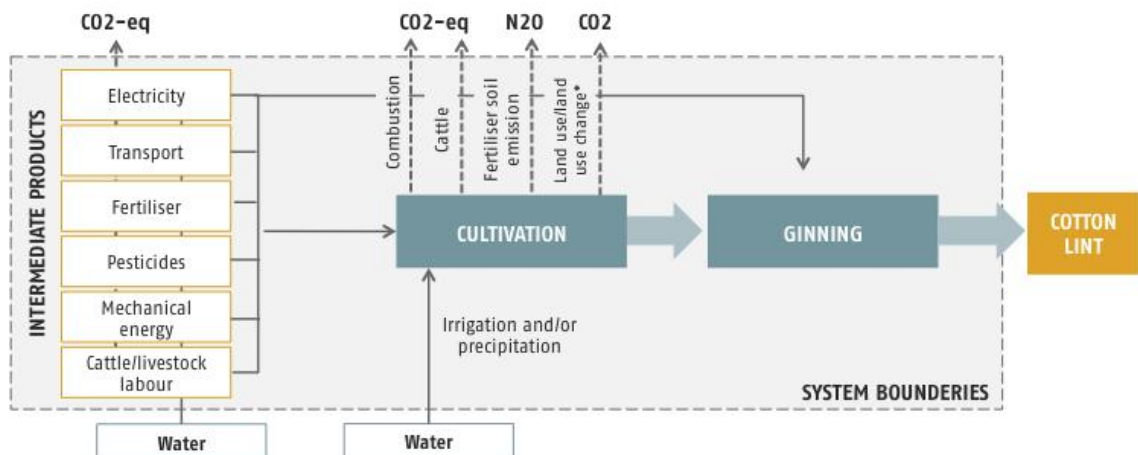 CO2-eq
CO2-eq
N2O
CO2
INTERMEDIATE PRODUCTS
Electricity
Transport
Fertiliser
Pesticides
Mechanical
energy
Cattle/livestock
labour
Combustion
Cattle
Fertiliser soil
emission
Land use/land
use change*
CULTIVATION
GINNING
COTTON
LINT
Irrigation and/or
precipitation
SYSTEM BOUNDERIES
Water
Water